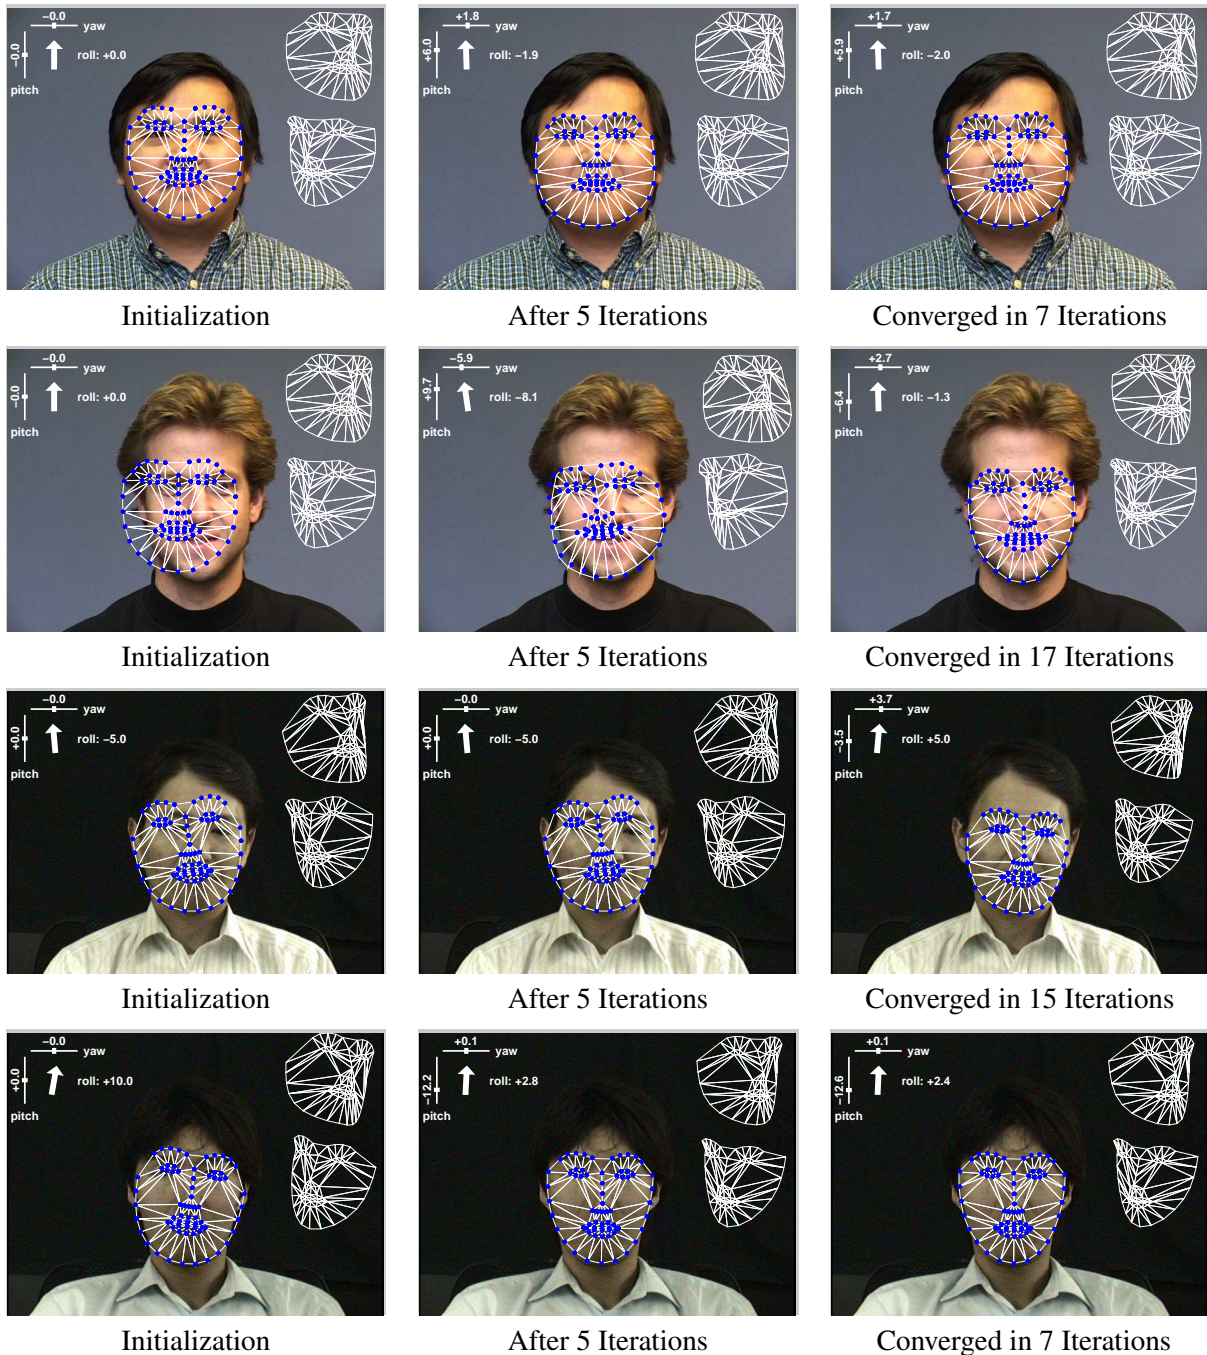 −0.0
yaw
−0.0
roll: +0.0
pitch
+1.8
yaw
+6.0
roll: −1.9
pitch
+1.7
yaw
+5.9
roll: −2.0
pitch
Initialization
After 5 Iterations
Converged in 7 Iterations
−0.0
yaw
−0.0
roll: +0.0
pitch
−5.9
yaw
+9.7
roll: −8.1
pitch
+2.7
yaw
−6.4
roll: −1.3
pitch
Initialization
After 5 Iterations
Converged in 17 Iterations
−0.0
yaw
+0.0
roll: −5.0
pitch
−0.0
yaw
+0.0
roll: −5.0
pitch
+3.7
yaw
−3.5
roll: +5.0
pitch
Initialization
After 5 Iterations
Converged in 15 Iterations
−0.0
yaw
+0.0
roll: +10.0
pitch
+0.1
yaw
−12.2
roll: +2.8
pitch
+0.1
yaw
−12.6
roll: +2.4
pitch
Initialization
After 5 Iterations
Converged in 7 Iterations